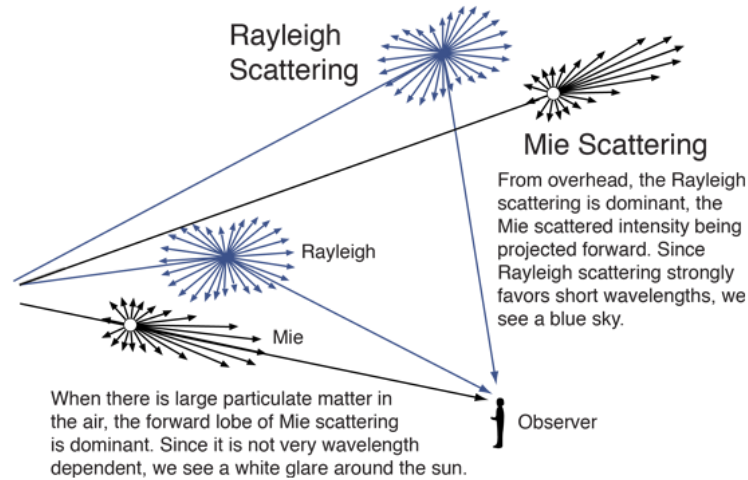 Rayleigh
Scattering
Mie Scattering
From overhead, the Rayleigh
scattering is dominant, the
Mie scattered intensity being
projected forward. Since
Rayleigh scattering strongly
favors short wavelengths, we
see a blue sky.
Rayleigh
Mie
When there is large particulate matter in
the air, the forward lobe of Mie scattering
is dominant. Since it is not very wavelength
dependent, we see a white glare around the sun.
Observer